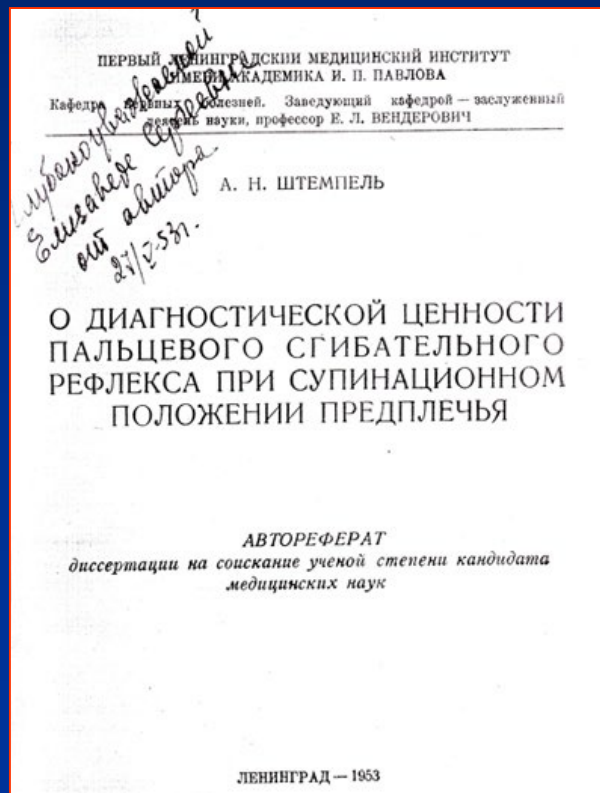 ПЕРВЫЙ ЛЕНИНГРАДСКИЙ МЕДИЦИНСКИЙ ИНСТИТУТ
ИМЕНИ АКАДЕМИКА И. П. ПАВЛОВА
Кафедра нервных болезней. Заведующий кафедрой — заслуженный
деятель науки, профессор Е. Л. ВЕНДЕРОВИЧ
Глубокоуважаемой
Елизавете Сергеевне
от автора.
27/V-53г.
А. Н. ШТЕМПЕЛЬ
О ДИАГНОСТИЧЕСКОЙ ЦЕННОСТИ
ПАЛЬЦЕВОГО СГИБАТЕЛЬНОГО
РЕФЛЕКСА ПРИ СУПИНАЦИОННОМ
ПОЛОЖЕНИИ ПРЕДПЛЕЧЬЯ
АВТОРЕФЕРАТ
диссертации на соискание ученой степени кандидата
медицинских наук
ЛЕНИНГРАД — 1953